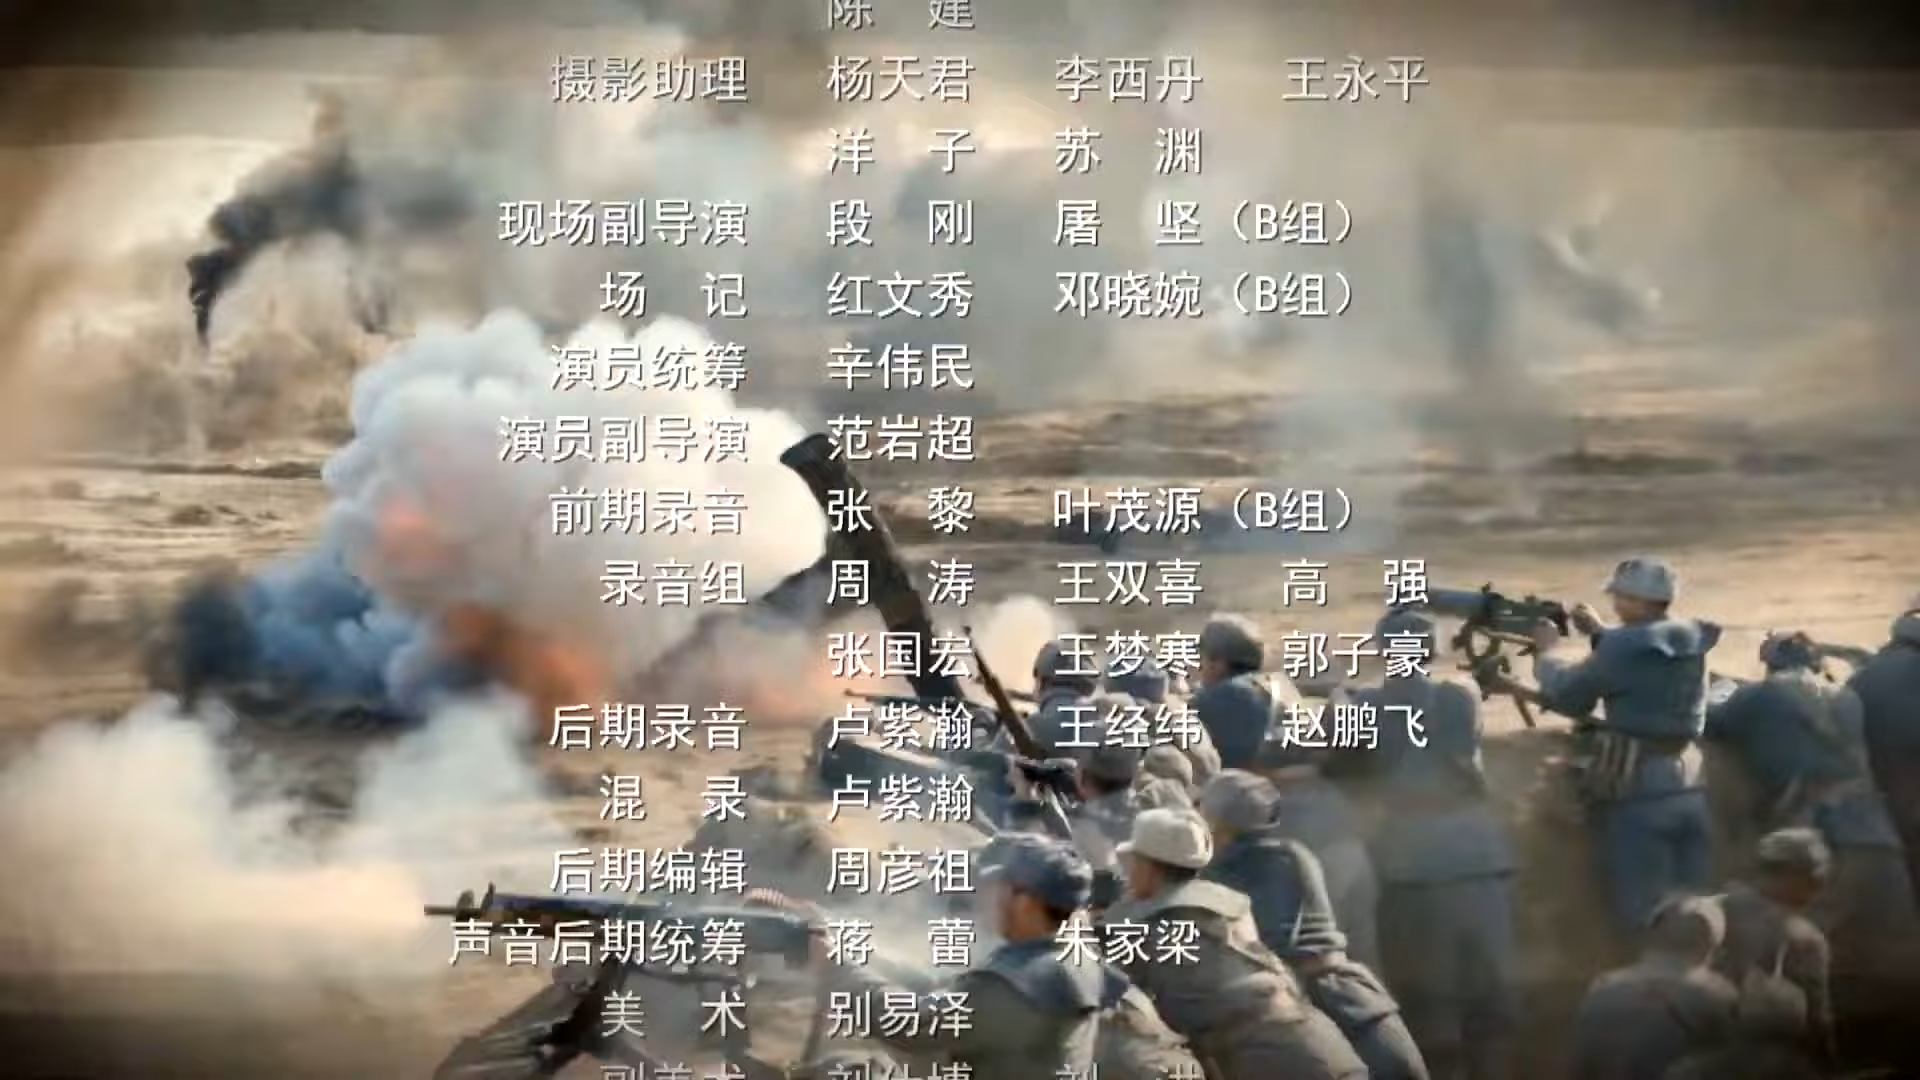 陈 建
摄影助理 杨天君 李西丹 王永平
洋 子 苏 渊
现场副导演 段 刚 屠 坚（B组）
场 记 红文秀 邓晓婉（B组）
演员统筹 辛伟民
演员副导演 范岩超
前期录音 张 黎 叶茂源（B组）
录音组 周 涛 王双喜 高 强
张国宏 王梦寒 郭子豪
后期录音 卢紫瀚 王经纬 赵鹏飞
混 录 卢紫瀚
后期编辑 周彦祖
声音后期统筹 蒋 蕾 朱家梁
美 术 别易泽
副美术